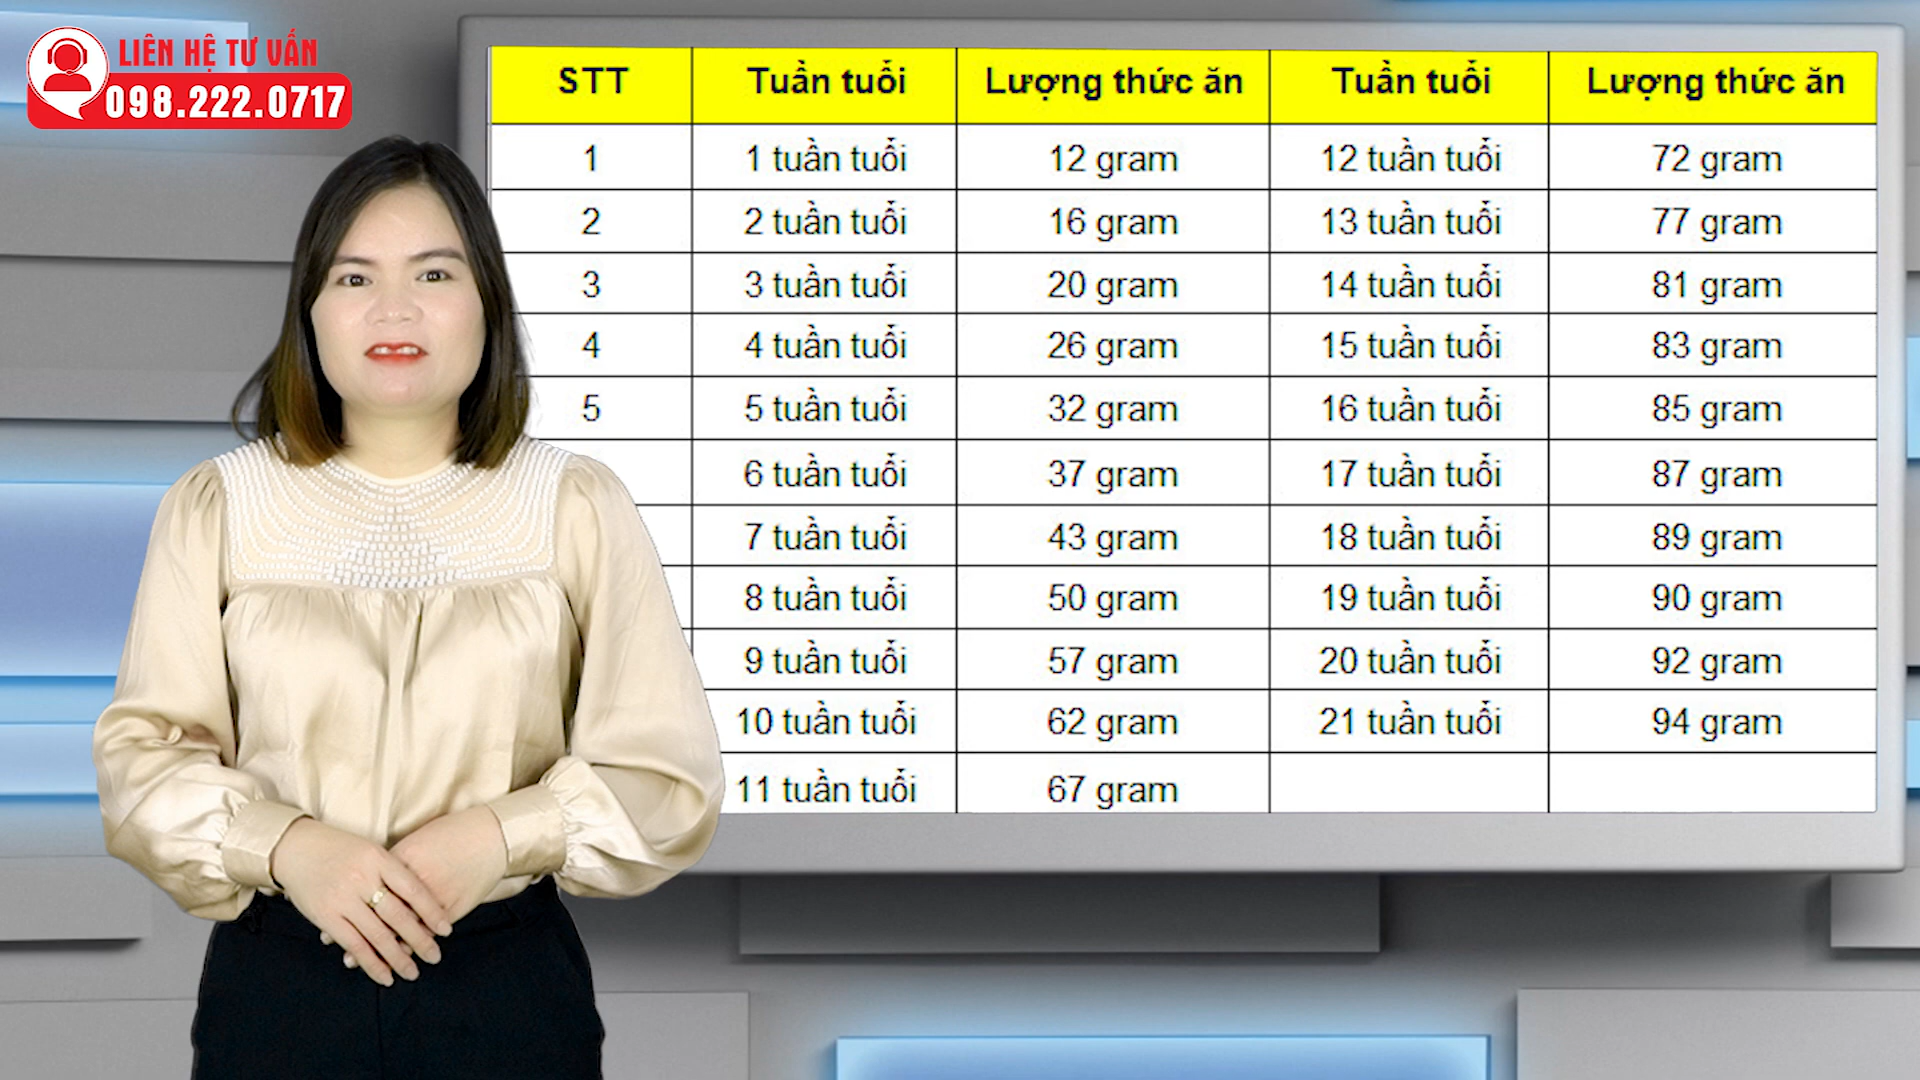 LIÊN HỆ TƯ VẤN
098.222.0717
STT Tuần tuổi Lượng thức ăn Tuần tuổi Lượng thức ăn
1 1 tuần tuổi 12 gram 12 tuần tuổi 72 gram
2 2 tuần tuổi 16 gram 13 tuần tuổi 77 gram
3 3 tuần tuổi 20 gram 14 tuần tuổi 81 gram
4 4 tuần tuổi 26 gram 15 tuần tuổi 83 gram
5 5 tuần tuổi 32 gram 16 tuần tuổi 85 gram
6 tuần tuổi 37 gram 17 tuần tuổi 87 gram
7 tuần tuổi 43 gram 18 tuần tuổi 89 gram
8 tuần tuổi 50 gram 19 tuần tuổi 90 gram
9 tuần tuổi 57 gram 20 tuần tuổi 92 gram
10 tuần tuổi 62 gram 21 tuần tuổi 94 gram
11 tuần tuổi 67 gram